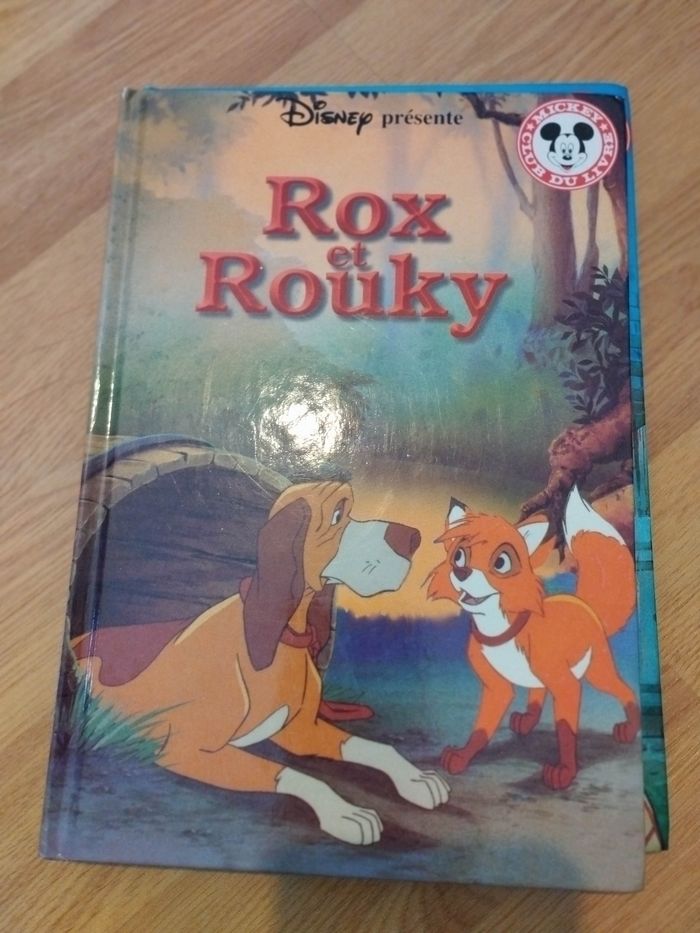 Disney présente
MICKEY
CLUB DU LIVRE
Rox
et
Rouky